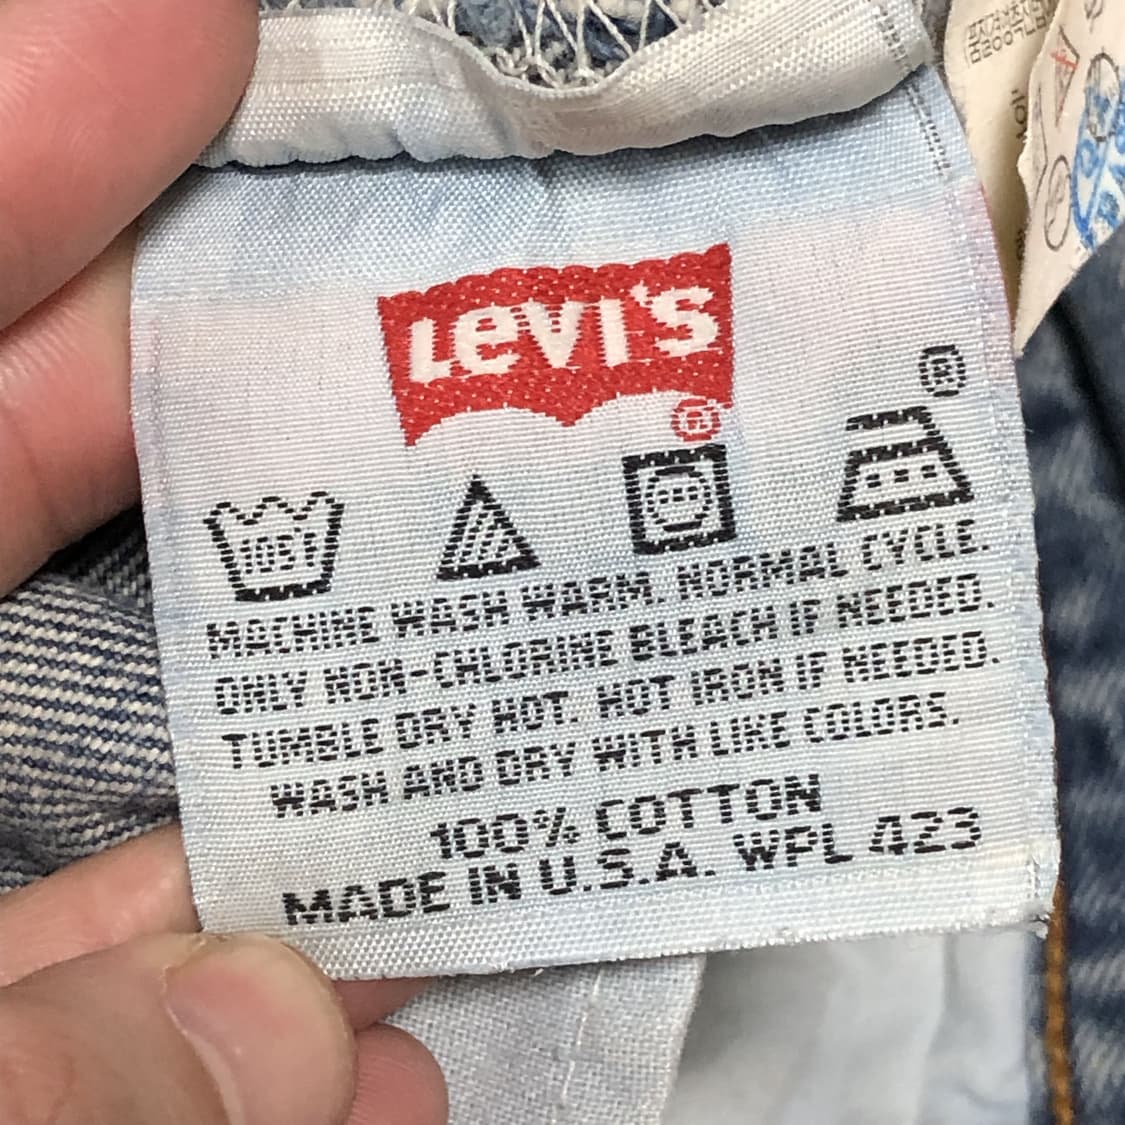 LEVI'S
®
®
105°F
MACHINE WASH WARM. NORMAL CYCLE.
ONLY NON-CHLORINE BLEACH IF NEEDED.
TUMBLE DRY HOT. HOT IRON IF NEEDED.
WASH AND DRY WITH LIKE COLORS.
100% COTTON
MADE IN U.S.A. WPL 423